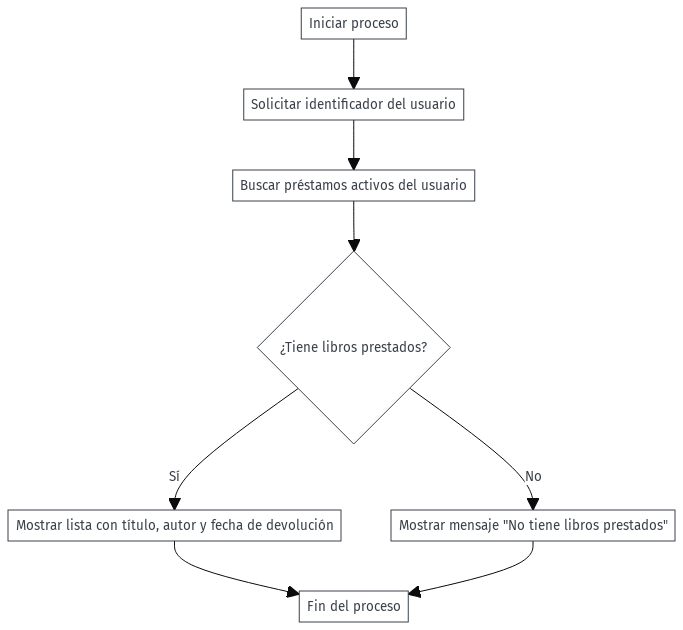 Iniciar proceso
Solicitar identificador del usuario
Buscar préstamos activos del usuario
¿Tiene libros prestados?
Sí
No
Mostrar lista con título, autor y fecha de devolución
Mostrar mensaje "No tiene libros prestados"
Fin del proceso